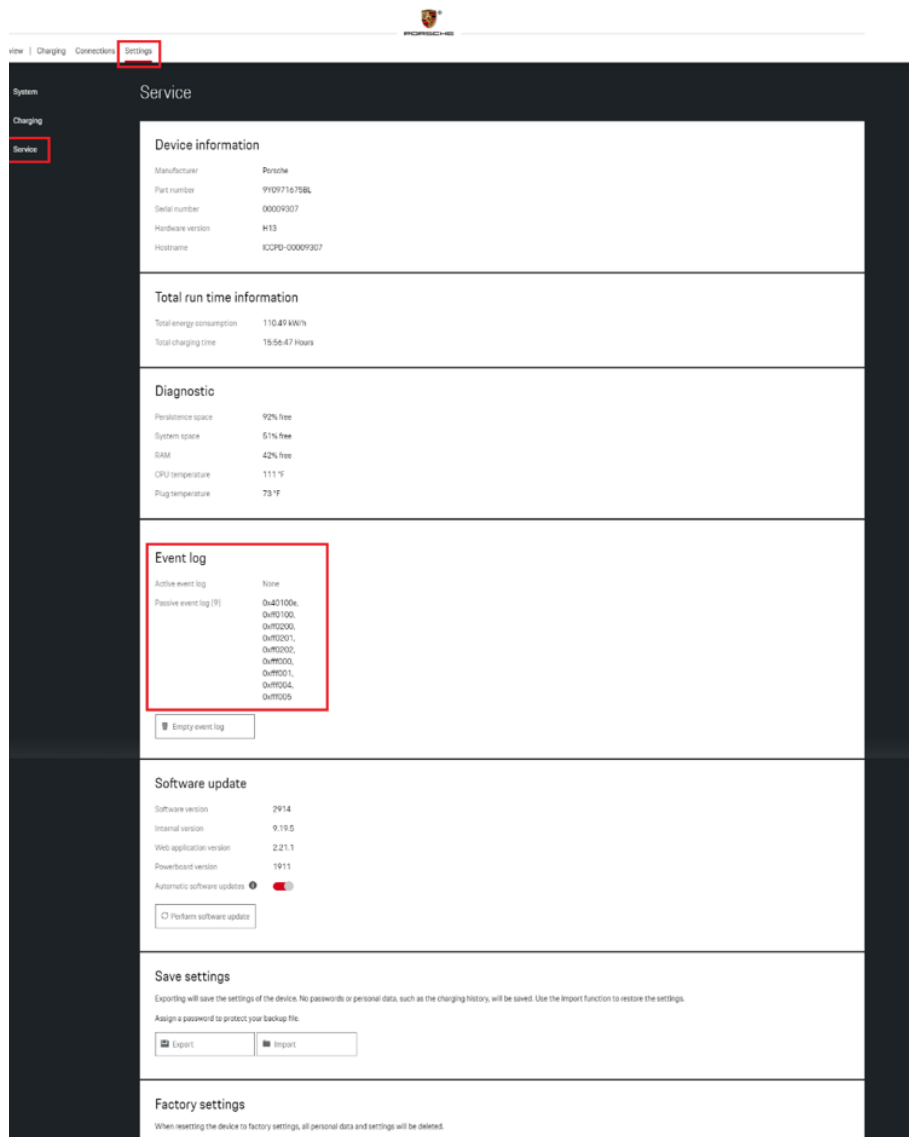 PORSCHE
view | Charging Connections Settings
System
Charging
Service
Service
Device information
Manufacturer Porsche
Part number 9Y0971675BL
Serial number 00009307
Hardware version H13
Hostname ICCPD-00009307
Total run time information
Total energy consumption 110.49 kW/h
Total charging time 15:56:47 Hours
Diagnostic
Persistence space 92% free
System space 51% free
RAM 42% free
CPU temperature 111 °F
Plug temperature 73 °F
Event log
Active event log None
Passive event log (9) 0x40100e,
0xff0100,
0xff0200,
0xff0201,
0xff0202,
0xfff000,
0xfff001,
0xfff004,
0xfff005
Empty event log
Software update
Software version 2914
Internal version 9.19.5
Web application version 2.21.1
Powerboard version 1911
Automatic software updates
Perform software update
Save settings
Exporting will save the settings of the device. No passwords or personal data, such as the charging history, will be saved. Use the Import function to restore the settings.
Assign a password to protect your backup file.
Export Import
Factory settings
When resetting the device to factory settings, all personal data and settings will be deleted.